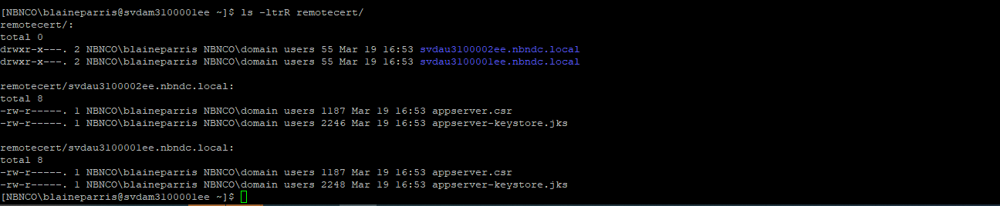 [NBNCO\blaineparris@svdam3100001ee ~]$ ls -ltrR remotecert/
remotecert/:
total 0
drwxr-x---. 2 NBNCO\blaineparris NBNCO\domain users 55 Mar 19 16:53 svdau3100002ee.nbndc.local
drwxr-x---. 2 NBNCO\blaineparris NBNCO\domain users 55 Mar 19 16:53 svdau3100001ee.nbndc.local
remotecert/svdau3100002ee.nbndc.local:
total 8
-rw-r-----. 1 NBNCO\blaineparris NBNCO\domain users 1187 Mar 19 16:53 appserver.csr
-rw-r-----. 1 NBNCO\blaineparris NBNCO\domain users 2246 Mar 19 16:53 appserver-keystore.jks
remotecert/svdau3100001ee.nbndc.local:
total 8
-rw-r-----. 1 NBNCO\blaineparris NBNCO\domain users 1187 Mar 19 16:53 appserver.csr
-rw-r-----. 1 NBNCO\blaineparris NBNCO\domain users 2248 Mar 19 16:53 appserver-keystore.jks
[NBNCO\blaineparris@svdam3100001ee ~]$